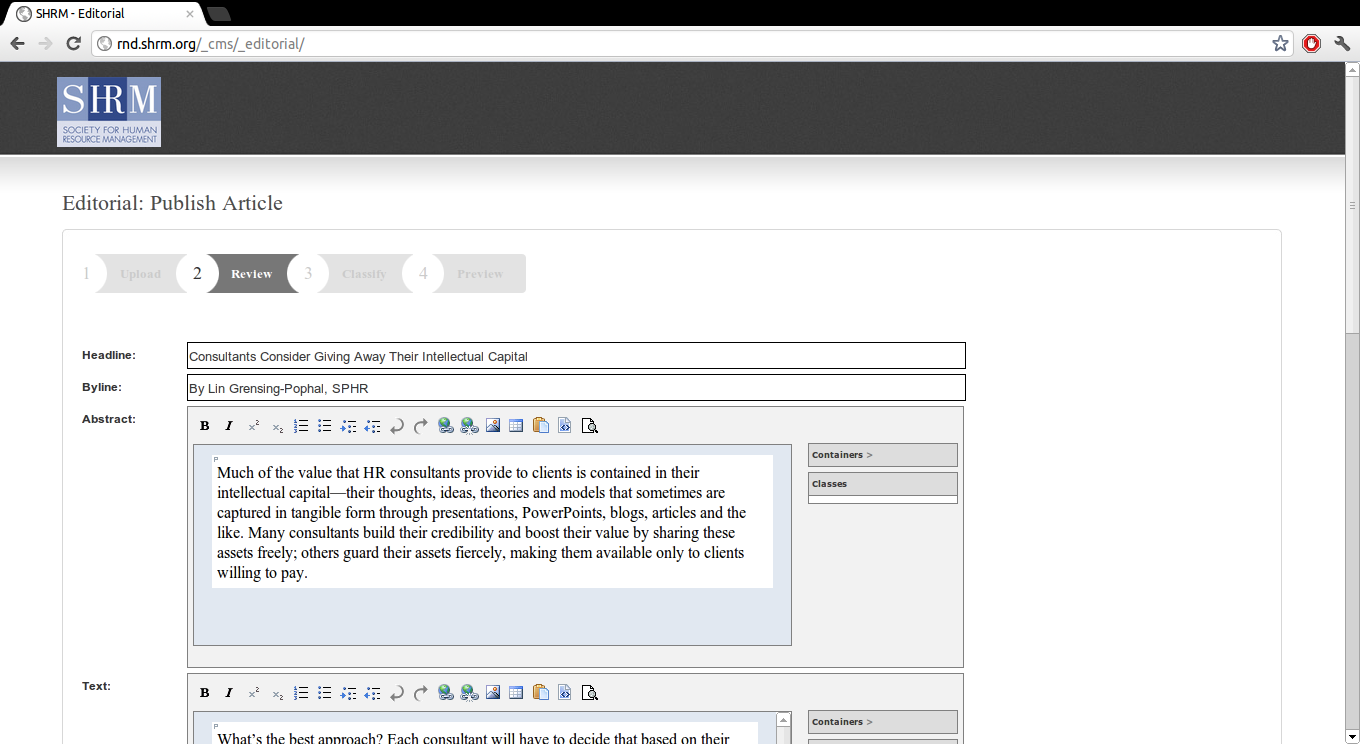 SHRM - Editorial
rnd.shrm.org/_cms/_editorial/
SHRM
SOCIETY FOR HUMAN
RESOURCE MANAGEMENT
Editorial: Publish Article
1 Upload 2 Review 3 Classify 4 Preview
Headline: Consultants Consider Giving Away Their Intellectual Capital
Byline: By Lin Grensing-Pophal, SPHR
Abstract:
B I x² x₂
Containers >
Classes
P
Much of the value that HR consultants provide to clients is contained in their
intellectual capital—their thoughts, ideas, theories and models that sometimes are
captured in tangible form through presentations, PowerPoints, blogs, articles and the
like. Many consultants build their credibility and boost their value by sharing these
assets freely; others guard their assets fiercely, making them available only to clients
willing to pay.
Text:
B I x² x₂
Containers >
P
What's the best approach? Each consultant will have to decide that based on their